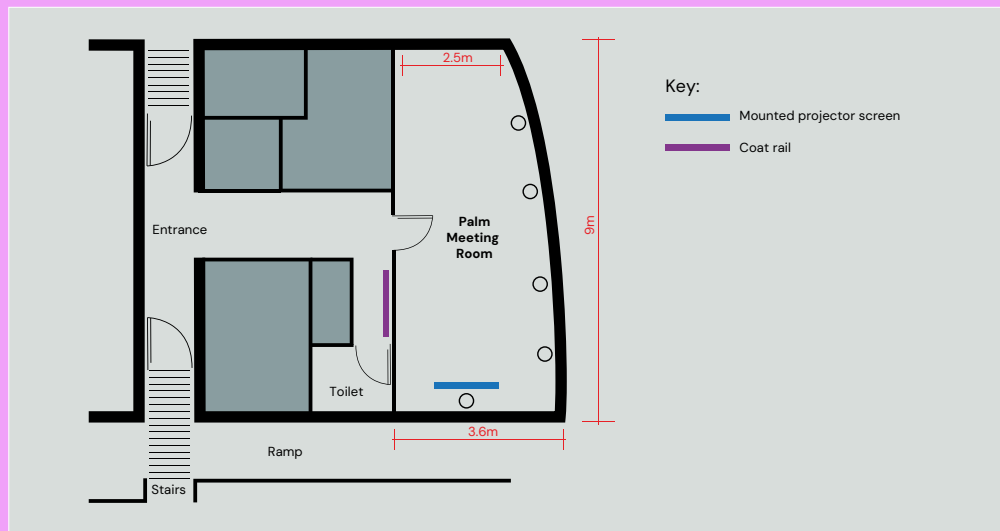 2.5m
Key:
Mounted projector screen
Coat rail
9m
Palm
Meeting
Room
Entrance
Toilet
3.6m
Ramp
Stairs